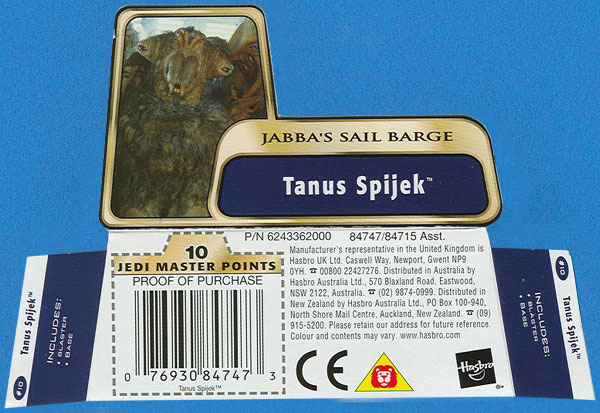 JABBA'S SAIL BARGE
Tanus Spijek™
P/N 6243362000 84747/84715 Asst.
10
JEDI MASTER POINTS
PROOF OF PURCHASE
0 76930 84747 3
Tanus Spijek™
Manufacturer's representative in the United Kingdom is
Hasbro UK Ltd. Caswell Way, Newport, Gwent NP9
0YH. ☎ 00800 22427276. Distributed in Australia by
Hasbro Australia Ltd., 570 Blaxland Road, Eastwood,
NSW 2122, Australia. ☎ (02) 9874-0999. Distributed in
New Zealand by Hasbro Australia Ltd., PO Box 100-940,
North Shore Mail Centre, Auckland, New Zealand. ☎ (09)
915-5200. Please retain our address for future reference.
Colour and contents may vary. www.hasbro.com
CE
Hasbro
®
Tanus Spijek™
INCLUDES:
• BLASTER
• BASE
#10
#10
Tanus Spijek™
INCLUDES:
• BLASTER
• BASE